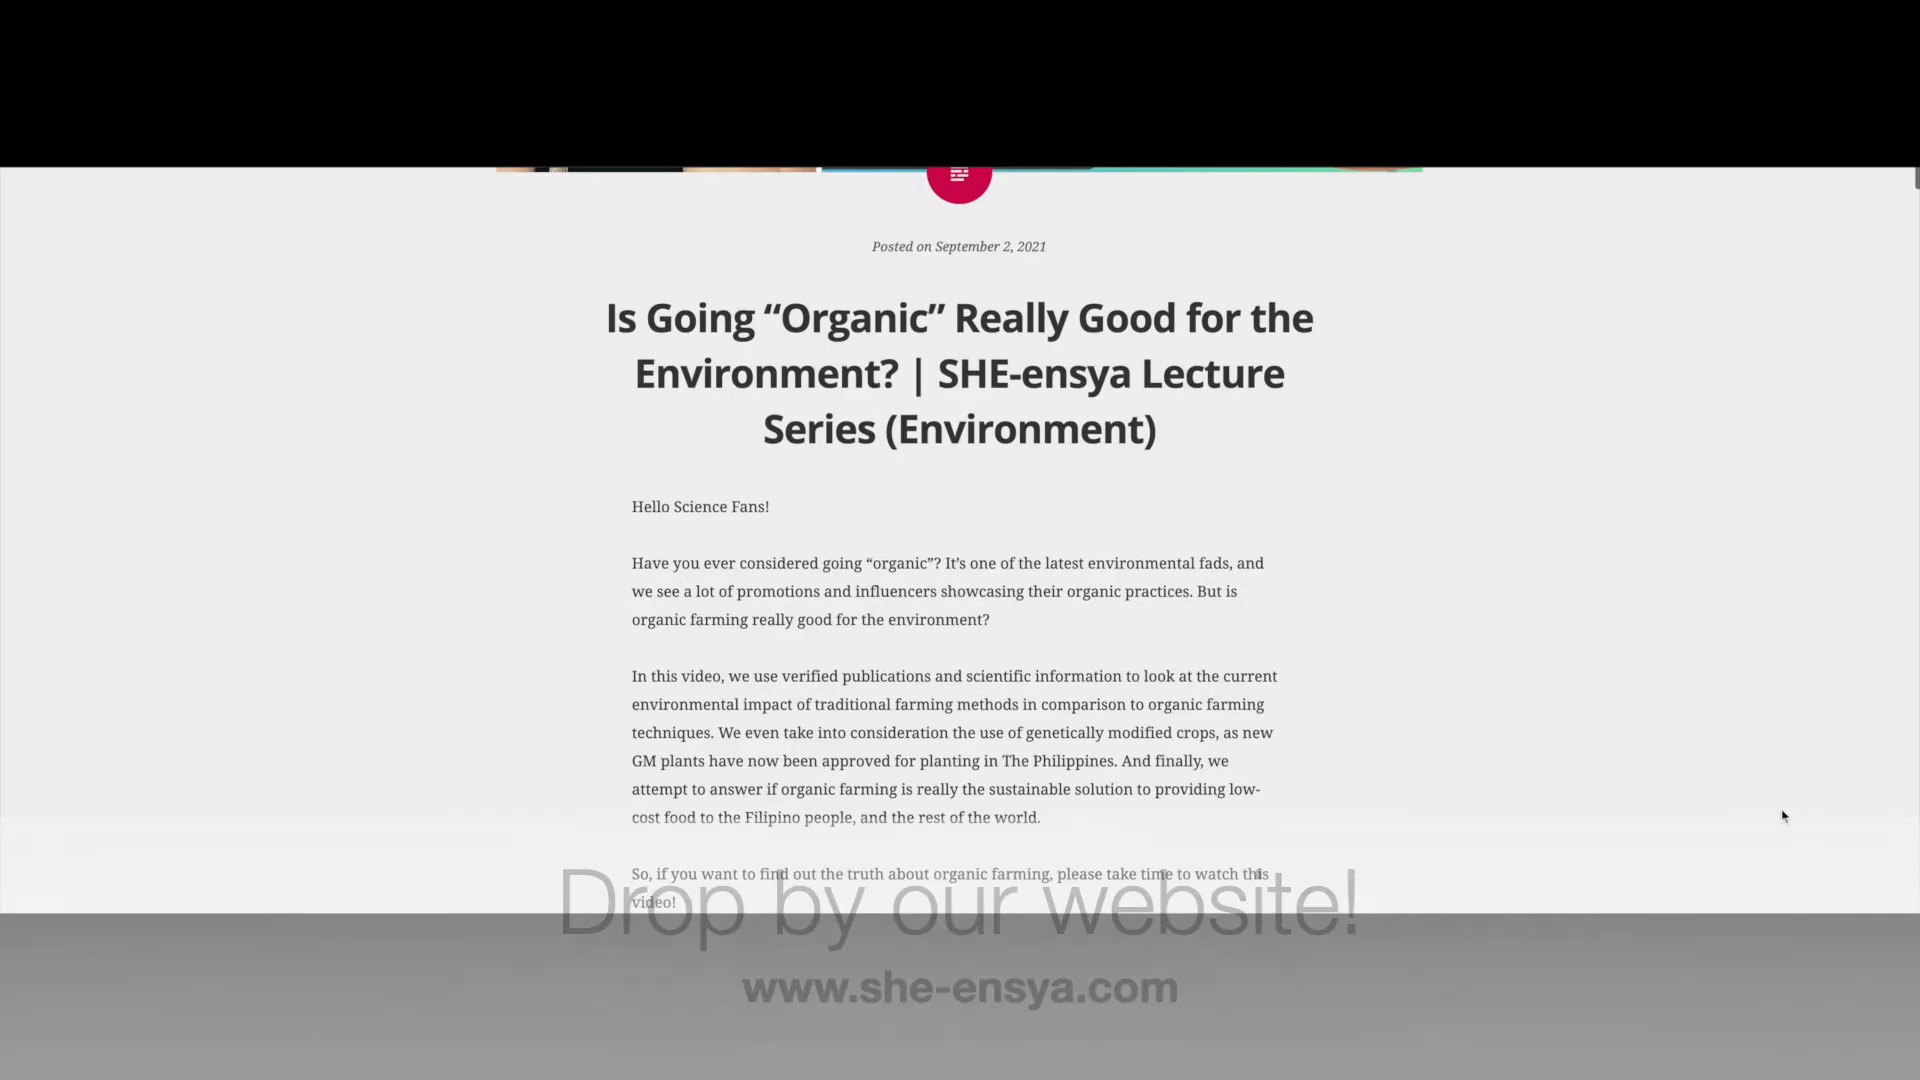 Posted on September 2, 2021
Is Going “Organic” Really Good for the
Environment? | SHE-ensya Lecture
Series (Environment)
Hello Science Fans!
Have you ever considered going “organic”? It’s one of the latest environmental fads, and
we see a lot of promotions and influencers showcasing their organic practices. But is
organic farming really good for the environment?
In this video, we use verified publications and scientific information to look at the current
environmental impact of traditional farming methods in comparison to organic farming
techniques. We even take into consideration the use of genetically modified crops, as new
GM plants have now been approved for planting in The Philippines. And finally, we
attempt to answer if organic farming is really the sustainable solution to providing low-
cost food to the Filipino people, and the rest of the world.
So, if you want to find out the truth about organic farming, please take time to watch this
video!
Drop by our website!
www.she-ensya.com